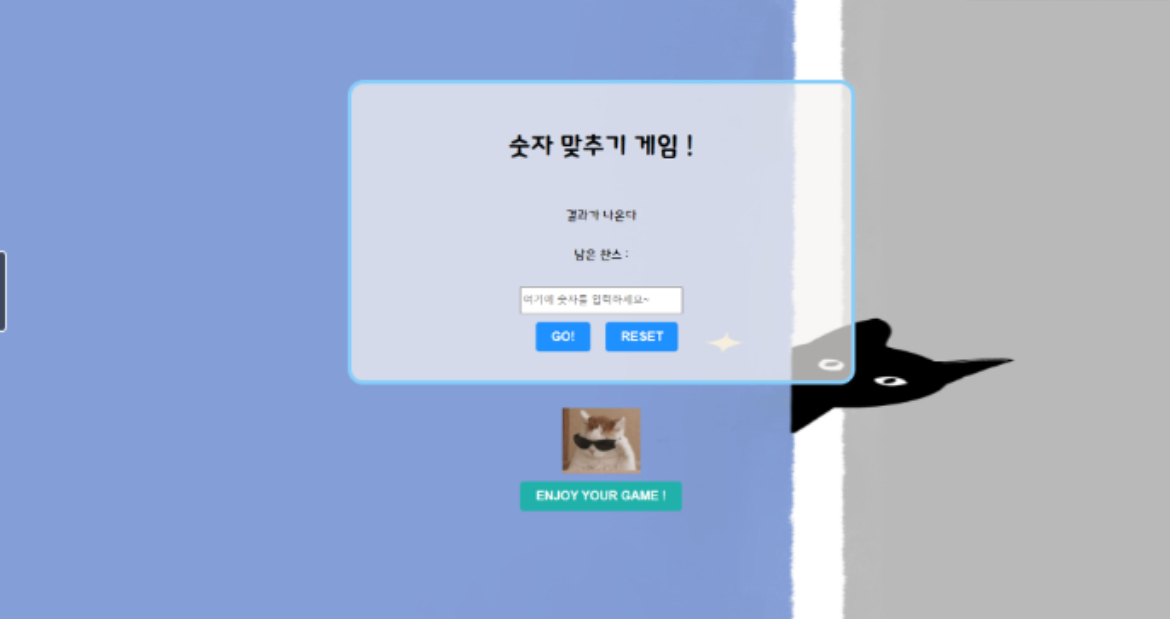 숫자 맞추기 게임 !
결과가 나온다
남은 찬스 :
여기에 숫자를 입력하세요~
GO! RESET
ENJOY YOUR GAME !